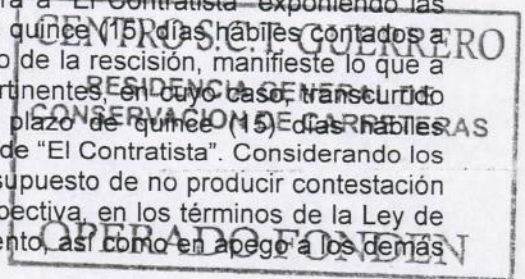 a "El Contratista" exponiendo las
quince (15) días hábiles contados a
CENTRO S.C.T. GUERRERO
o de la rescisión, manifieste lo que a
RESIDENCIA GENERAL DE
rtinentes, en cuyo caso, transcurrido
CONSERVACION DE CARRETERAS
plazo de quince (15) días hábiles
de "El Contratista". Considerando los
supuesto de no producir contestación
pectiva, en los términos de la Ley de
OPERADO FONDEN
ento, así como en apego a los demás